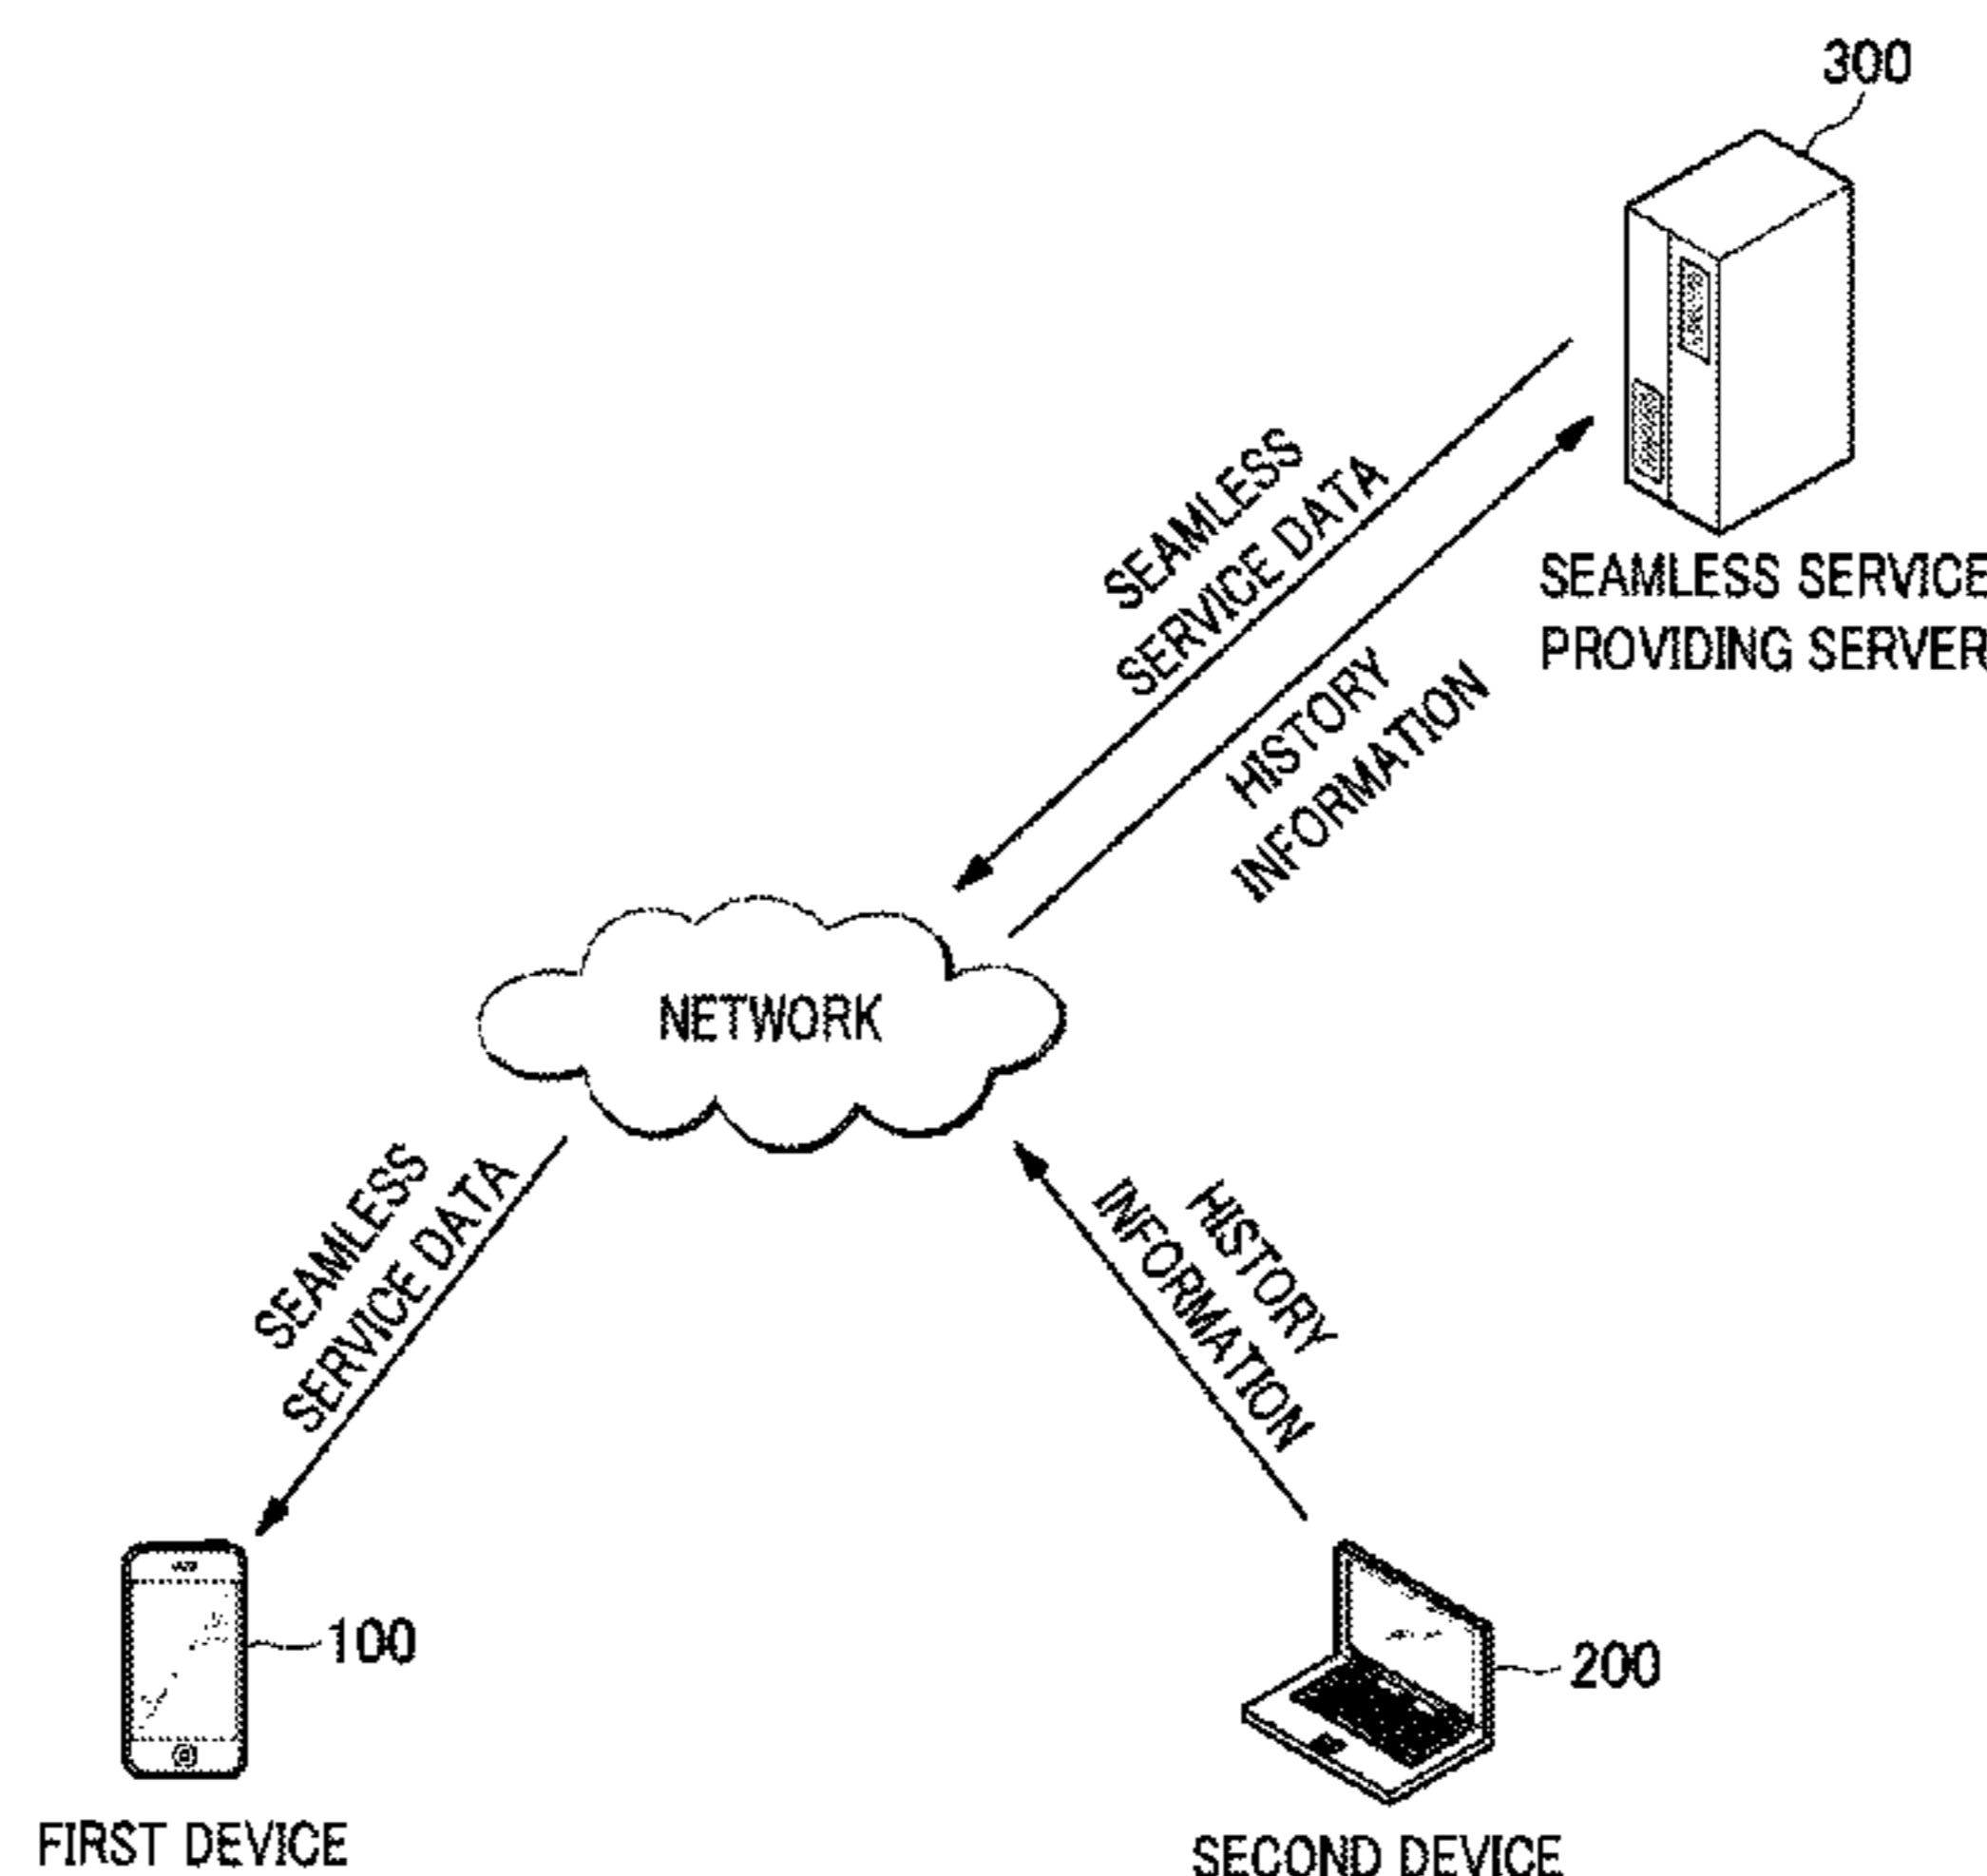 300
SEAMLESS SERVICE
PROVIDING SERVER
SEAMLESS
SERVICE DATA
HISTORY
INFORMATION
NETWORK
SEAMLESS
SERVICE DATA
HISTORY
INFORMATION
100
200
FIRST DEVICE
SECOND DEVICE